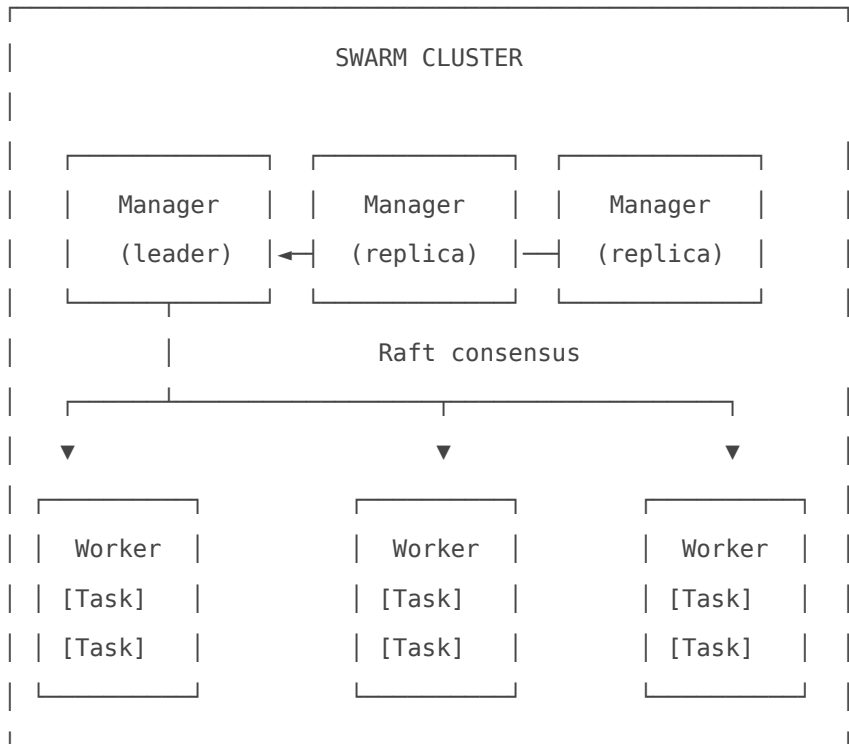 SWARM CLUSTER
Manager Manager Manager
(leader) (replica) (replica)
Raft consensus
Worker Worker Worker
[Task] [Task] [Task]
[Task] [Task] [Task]